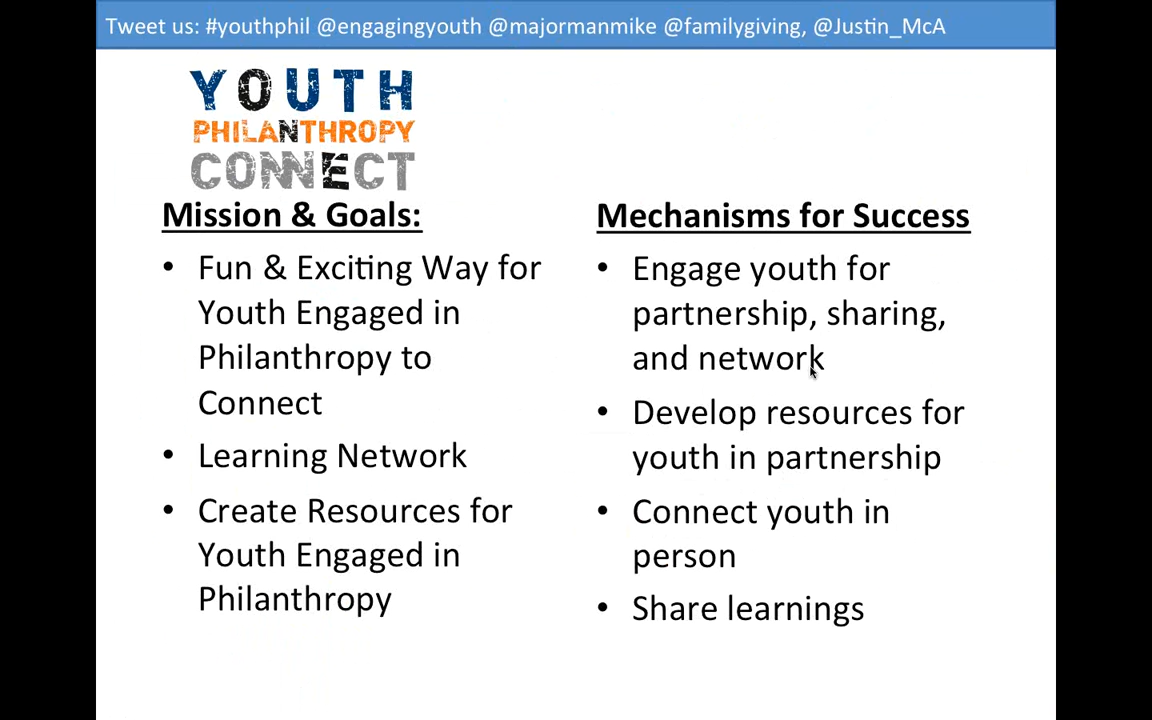 Tweet us: #youthphil @engagingyouth @majormanmike @familygiving, @Justin_McA
YOUTH
PHILANTHROPY
CONNECT
Mission & Goals:
• Fun & Exciting Way for
Youth Engaged in
Philanthropy to
Connect
• Learning Network
• Create Resources for
Youth Engaged in
Philanthropy
Mechanisms for Success
• Engage youth for
partnership, sharing,
and network
• Develop resources for
youth in partnership
• Connect youth in
person
• Share learnings